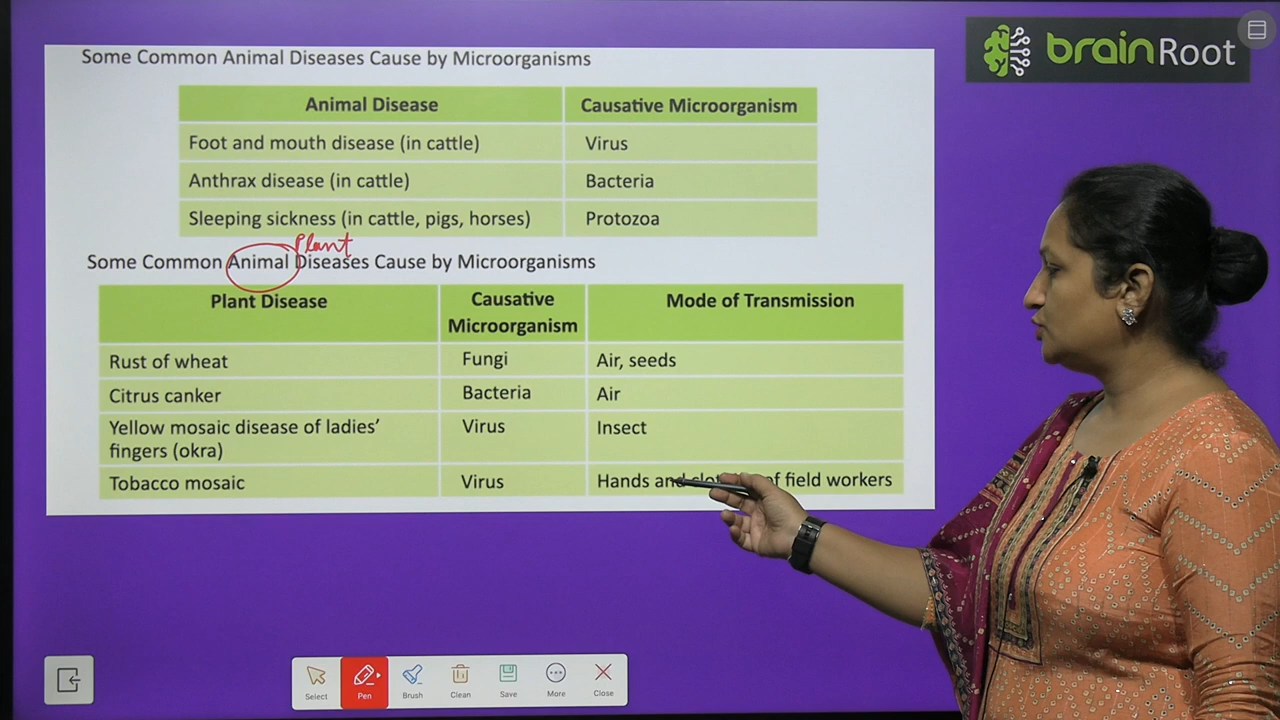 brainRoot
Some Common Animal Diseases Cause by Microorganisms
Animal Disease Causative Microorganism
Foot and mouth disease (in cattle) Virus
Anthrax disease (in cattle) Bacteria
Sleeping sickness (in cattle, pigs, horses) Protozoa
Plant
Some Common Animal Diseases Cause by Microorganisms
Plant Disease Causative Microorganism Mode of Transmission
Rust of wheat Fungi Air, seeds
Citrus canker Bacteria Air
Yellow mosaic disease of ladies’ Virus Insect
fingers (okra)
Tobacco mosaic Virus Hands and of field workers
Select Pen Brush Clean Save More Close